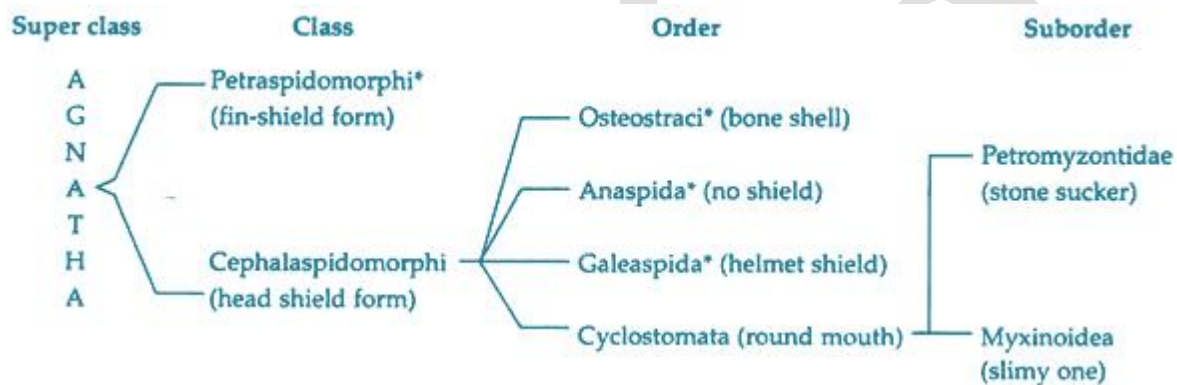 Super class Class Order Suborder
A
G
N
A
T
H
A
Petraspidomorphi*
(fin-shield form)
Cephalaspidomorphi
(head shield form)
Osteostraci* (bone shell)
Anaspida* (no shield)
Galeaspida* (helmet shield)
Cyclostomata (round mouth)
Petromyzontidae
(stone sucker)
Myxinoidea
(slimy one)